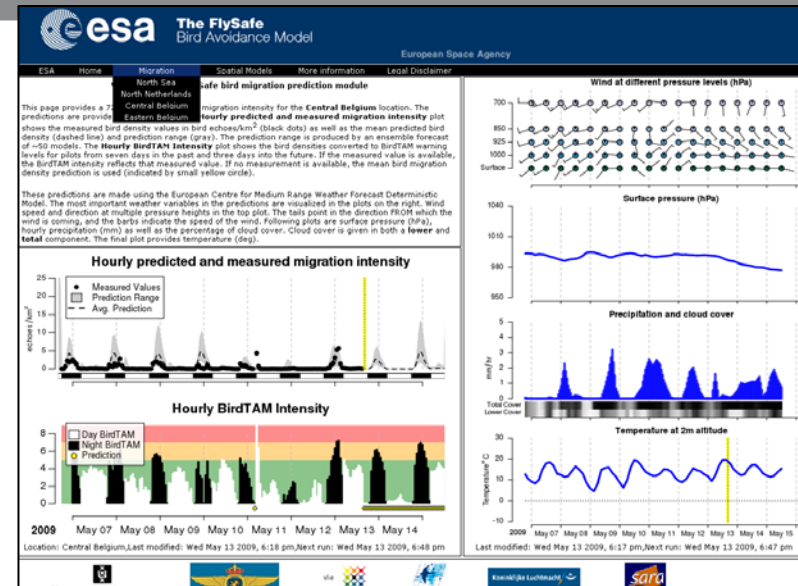 esa
The FlySafe
Bird Avoidance Model
European Space Agency
ESA Home Migration Spatial Models More information Legal Disclaimer
North Sea
North Netherlands
Central Belgium
Eastern Belgium
safe bird migration prediction module
This page provides a 72 migration intensity for the Central Belgium location. The
predictions are provide Hourly predicted and measured migration intensity plot
shows the measured bird density values in bird echoes/km2 (black dots) as well as the mean predicted bird
density (dashed line) and prediction range (gray). The prediction range is produced by an ensemble forecast
of ~50 models. The Hourly BirdTAM Intensity plot shows the bird densities converted to BirdTAM warning
levels for pilots from seven days in the past and three days into the future. If the measured value is available,
the BirdTAM intensity reflects that measured value. If no measurement is available, the mean bird migration
density prediction is used (indicated by small yellow circle).
These predictions are made using the European Centre for Medium Range Weather Forecast Deterministic
Model. The most important weather variables in the predictions are visualized in the plots on the right. Wind
speed and direction at multiple pressure heights in the top plot. The tails point in the direction FROM which the
wind is coming, and the barbs indicate the speed of the wind. Following plots are surface pressure (hPa),
hourly precipitation (mm) as well as the percentage of cloud cover. Cloud cover is given in both a lower and
total component. The final plot provides temperature (deg).
Hourly predicted and measured migration intensity
echoes/km2
25
20
15
10
5
0
Measured Values
Prediction Range
Avg. Prediction
Hourly BirdTAM Intensity
8
6
4
2
0
Day BirdTAM
Night BirdTAM
Prediction
2009 May 07 May 08 May 09 May 10 May 11 May 12 May 13 May 14
Location: Central Belgium,Last modified: Wed May 13 2009, 6:18 pm,Next run: Wed May 13 2009, 6:48 pm
Wind at different pressure levels (hPa)
700
850
925
1000
Surface
Surface pressure (hPa)
1040
1010
980
950
Precipitation and cloud cover
mm/hr
5
4
3
2
1
0
Total Cover
Lower Cover
Temperature at 2m altitude
Temperature°C
30
20
10
0
-10
2009 May 07 May 08 May 09 May 10 May 11 May 12 May 13 May 14 May 15
Last modified: Wed May 13 2009, 6:17 pm,Next run: Wed May 13 2009, 6:47 pm
via
Koninklijke Luchtmacht
sara